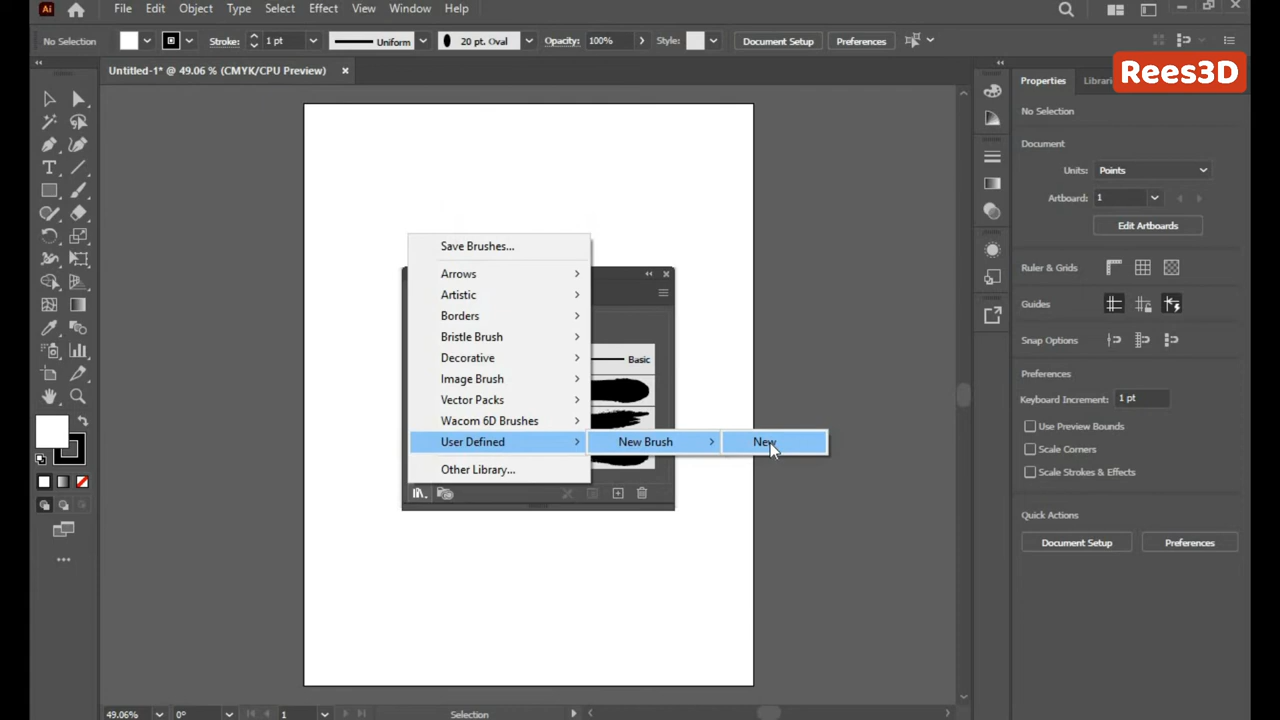 Ai File Edit Object Type Select Effect View Window Help
No Selection Stroke: 1 pt Uniform 20 pt. Oval Opacity: 100% Style: Document Setup Preferences
Untitled-1* @ 49.06 % (CMYK/CPU Preview) ×
Rees3D
Properties Librari
No Selection
Document
Units: Points
Artboard: 1
Edit Artboards
Ruler & Grids
Guides
Snap Options
Preferences
Keyboard Increment: 1 pt
Use Preview Bounds
Scale Corners
Scale Strokes & Effects
Quick Actions
Document Setup Preferences
Save Brushes...
Arrows
Artistic
Borders
Bristle Brush
Decorative
Basic
Image Brush
Vector Packs
Wacom 6D Brushes
User Defined New Brush New
Other Library...
49.06% 0° 1 Selection